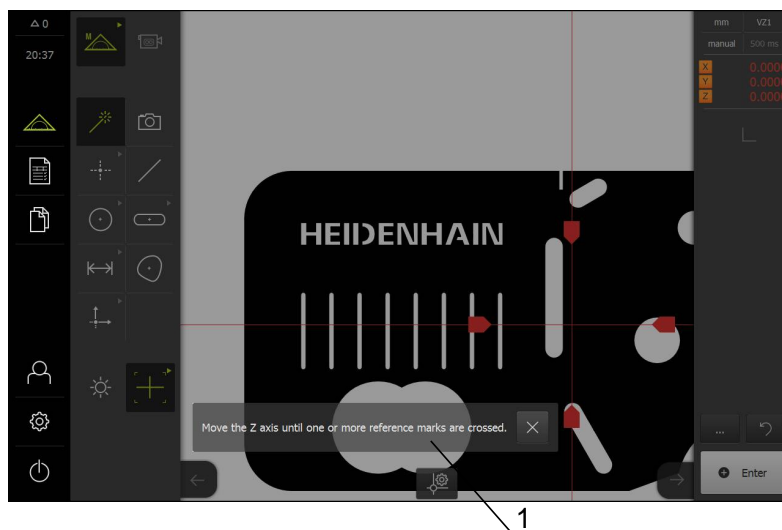 △ 0
20:37
M
mm VZ1
manual 500 ms
X 0.000
Y 0.000
Z 0.000
HEIDENHAIN
Move the Z axis until one or more reference marks are crossed.
...
Enter
1